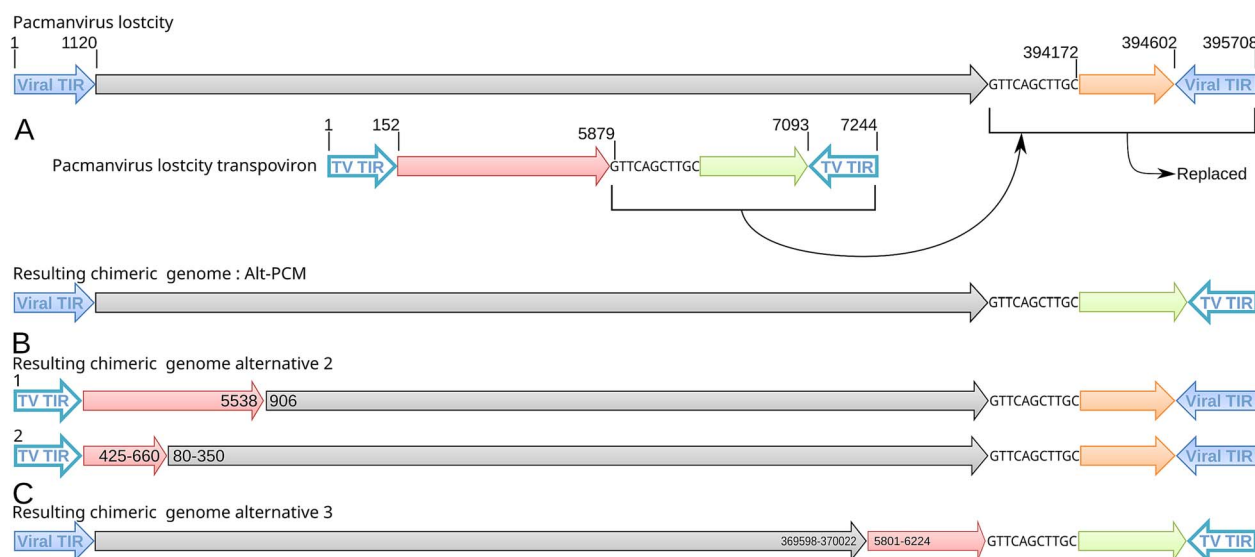 Pacmanvirus lostcity
1 1120 394172 394602 395708
Viral TIR GTTCAGCTTGC Viral TIR
A
1 152 5879 7093 7244
Pacmanvirus lostcity transpoviron TV TIR GTTCAGCTTGC TV TIR
Replaced
Resulting chimeric genome : Alt-PCM
Viral TIR GTTCAGCTTGC TV TIR
B
Resulting chimeric genome alternative 2
1
TV TIR 5538 906 GTTCAGCTTGC Viral TIR
2
TV TIR 425-660 80-350 GTTCAGCTTGC Viral TIR
C
Resulting chimeric genome alternative 3
Viral TIR 369598-370022 5801-6224 GTTCAGCTTGC TV TIR